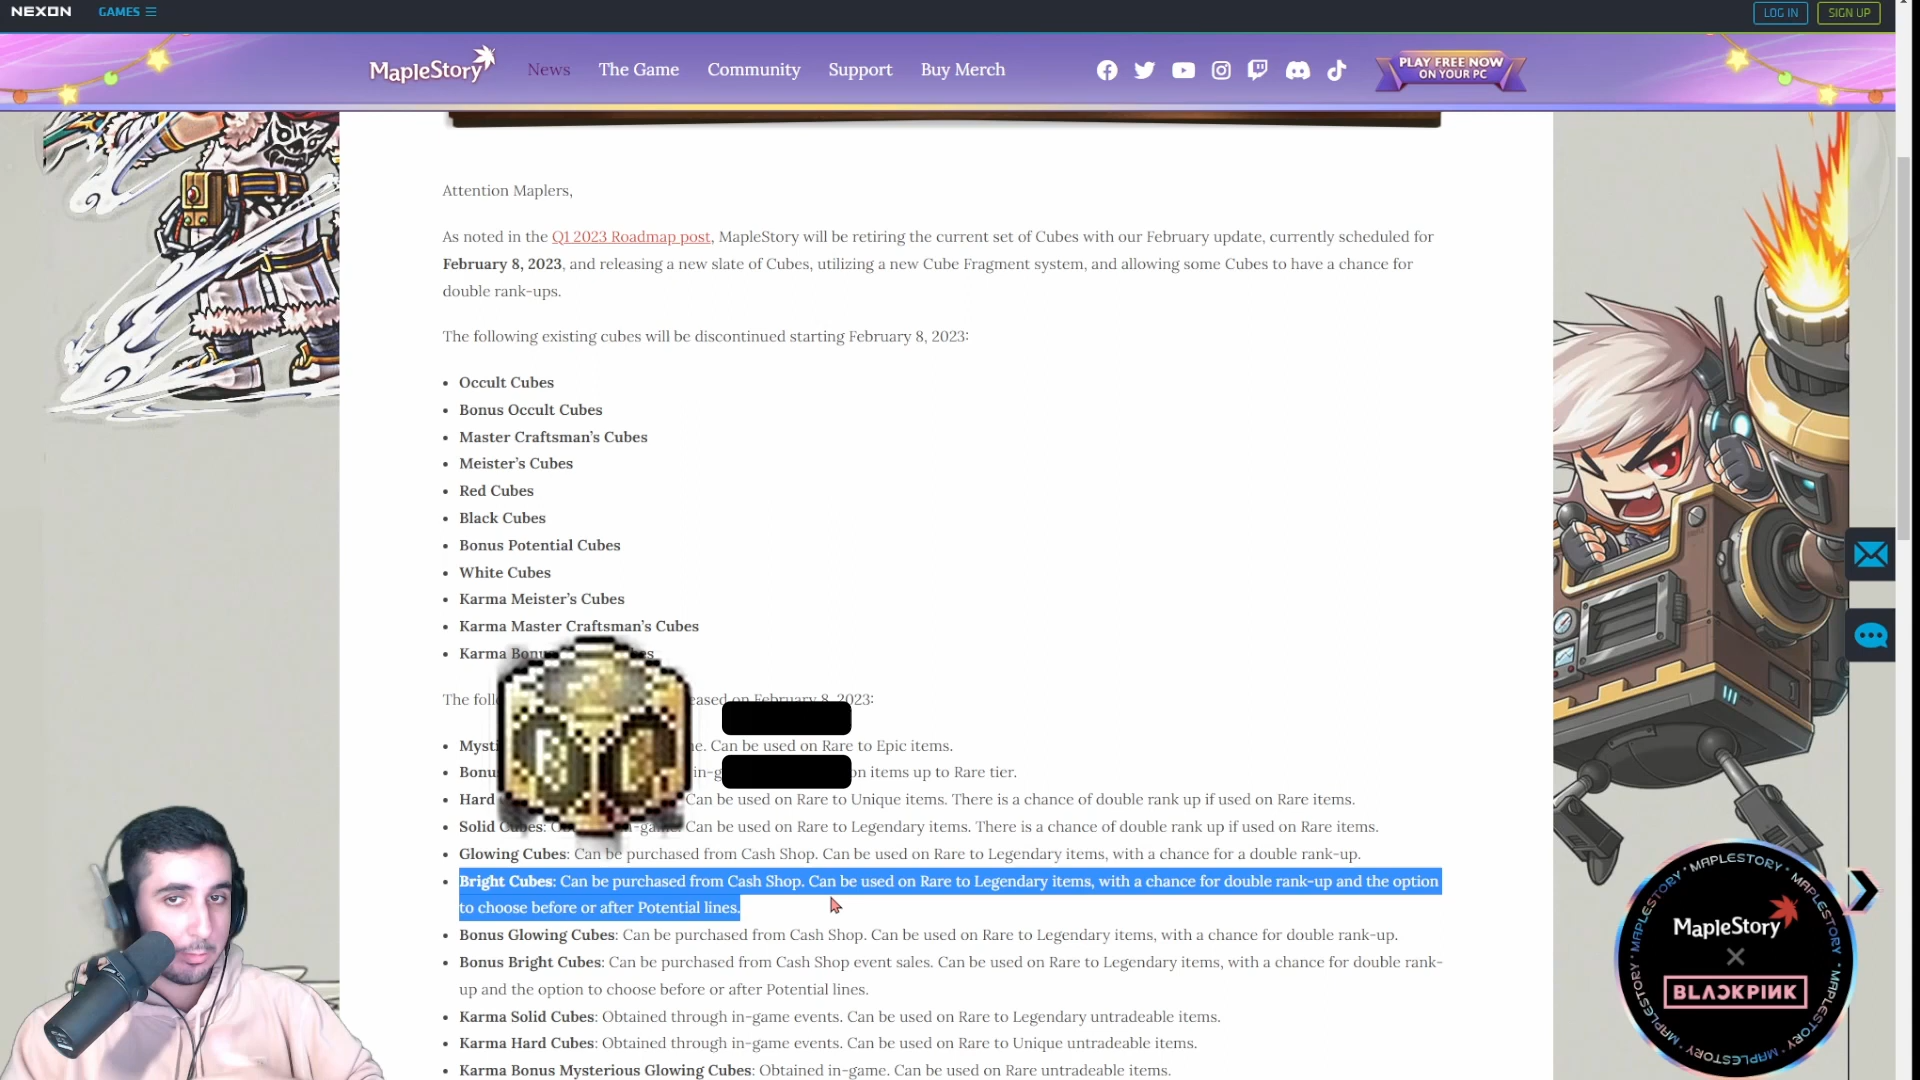 NEXON GAMES LOG IN SIGN UP
MapleStory News The Game Community Support Buy Merch PLAY FREE NOW
ON YOUR PC
Attention Maplers,
As noted in the Q1 2023 Roadmap post, MapleStory will be retiring the current set of Cubes with our February update, currently scheduled for
February 8, 2023, and releasing a new slate of Cubes, utilizing a new Cube Fragment system, and allowing some Cubes to have a chance for
double rank-ups.
The following existing cubes will be discontinued starting February 8, 2023:
• Occult Cubes
• Bonus Occult Cubes
• Master Craftsman's Cubes
• Meister's Cubes
• Red Cubes
• Black Cubes
• Bonus Potential Cubes
• White Cubes
• Karma Meister's Cubes
• Karma Master Craftsman's Cubes
• Karma
The February 8, 2023:
• Can be used on Rare to Epic items.
• on items up to Rare tier.
• Hard Can be used on Rare to Unique items. There is a chance of double rank up if used on Rare items.
• Solid Cubes: Can be used on Rare to Legendary items. There is a chance of double rank up if used on Rare items.
• Glowing Cubes: Can be purchased from Cash Shop. Can be used on Rare to Legendary items, with a chance for a double rank-up.
• Bright Cubes: Can be purchased from Cash Shop. Can be used on Rare to Legendary items, with a chance for double rank-up and the option
to choose before or after Potential lines.
• Bonus Glowing Cubes: Can be purchased from Cash Shop. Can be used on Rare to Legendary items, with a chance for double rank-up.
• Bonus Bright Cubes: Can be purchased from Cash Shop event sales. Can be used on Rare to Legendary items, with a chance for double rank-
up and the option to choose before or after Potential lines.
• Karma Solid Cubes: Obtained through in-game events. Can be used on Rare to Legendary untradeable items.
• Karma Hard Cubes: Obtained through in-game events. Can be used on Rare to Unique untradeable items.
• Karma Bonus Mysterious Glowing Cubes: Obtained in-game. Can be used on Rare untradeable items.
MAPLESTORY MAPLESTORY MAPLESTORY MAPLESTORY
MapleStory
×
BLACKPINK